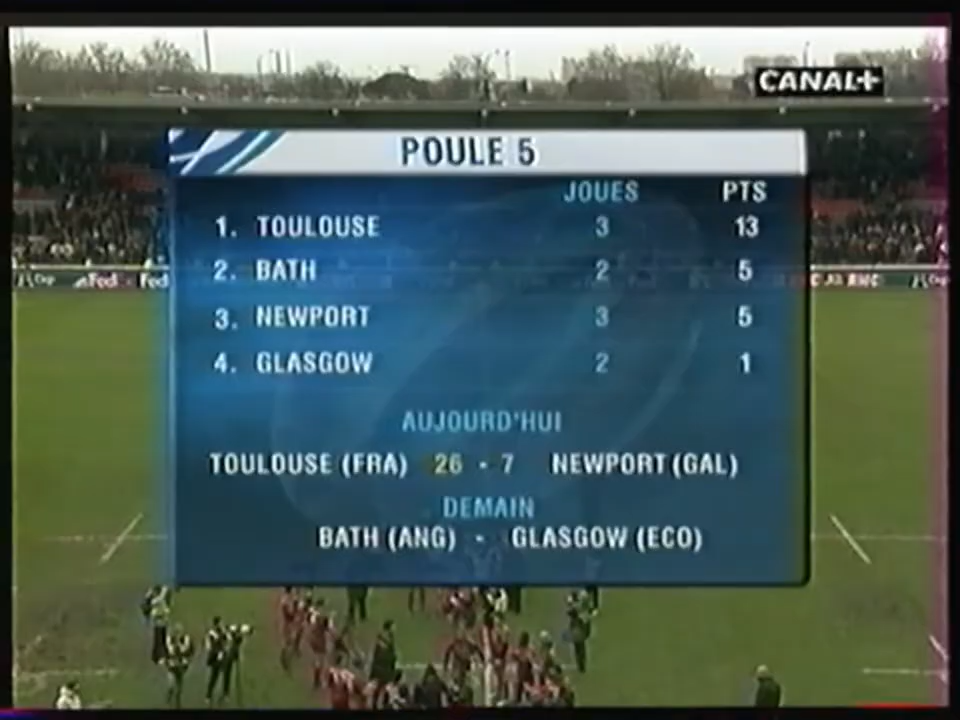 CANAL+
POULE 5
JOUES PTS
1. TOULOUSE 3 13
2. BATH 2 5
3. NEWPORT 3 5
4. GLASGOW 2 1
AUJOURD'HUI
TOULOUSE (FRA) 26 - 7 NEWPORT (GAL)
DEMAIN
BATH (ANG) - GLASGOW (ECO)